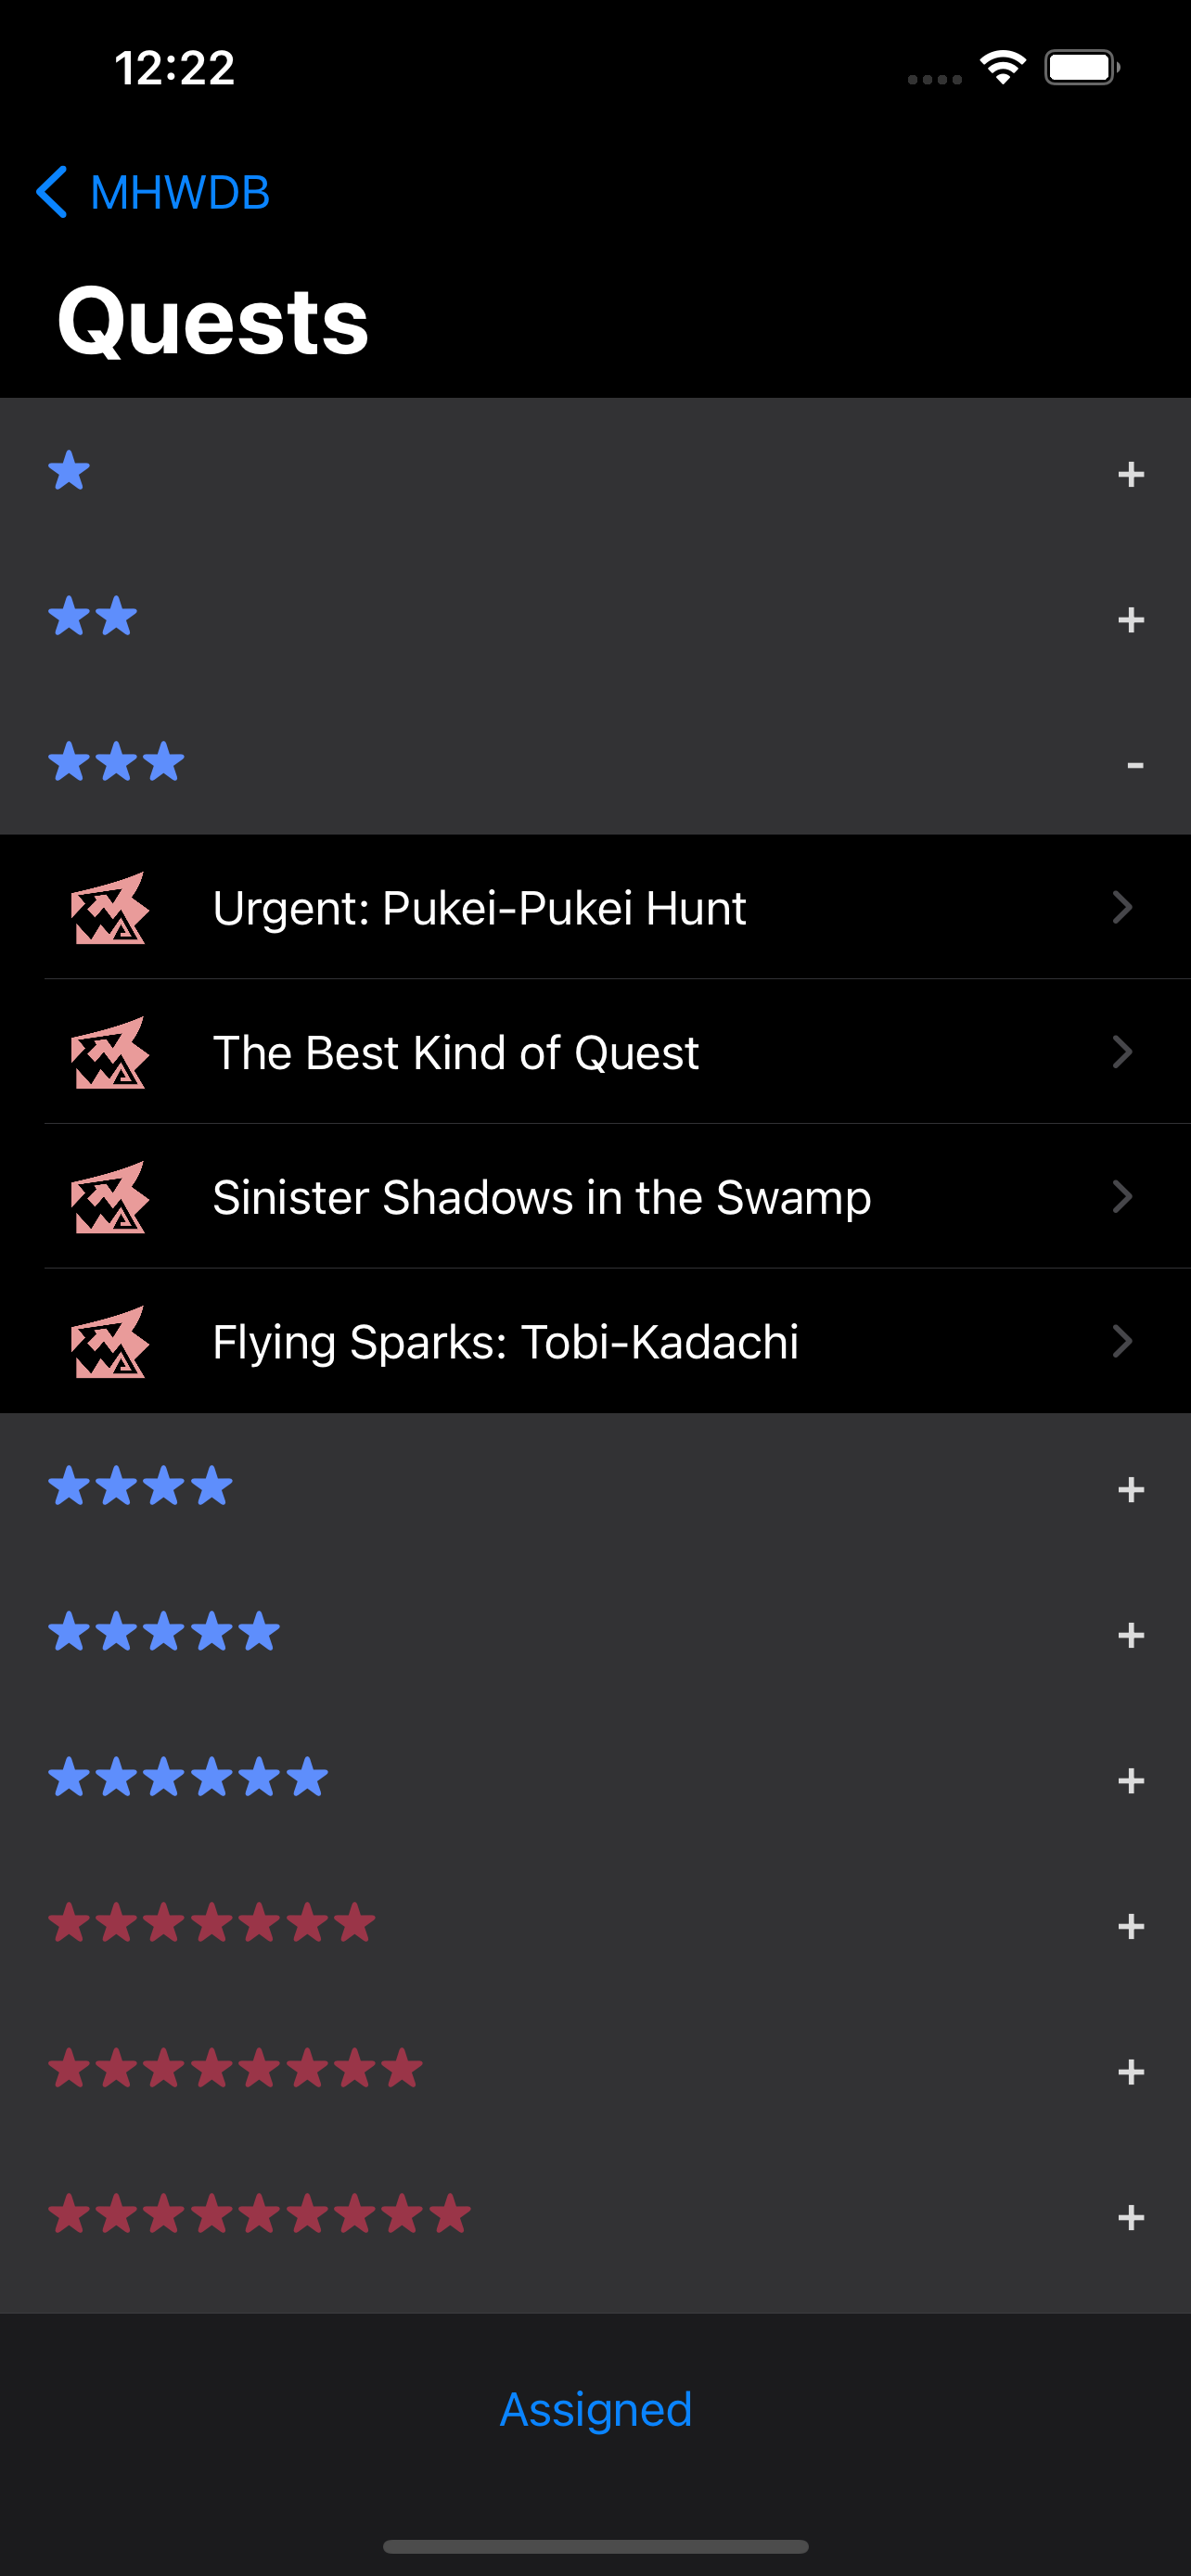 12:22
MHWDB
Quests
+
+
-
Urgent: Pukei-Pukei Hunt
The Best Kind of Quest
Sinister Shadows in the Swamp
Flying Sparks: Tobi-Kadachi
+
+
+
+
+
+
Assigned